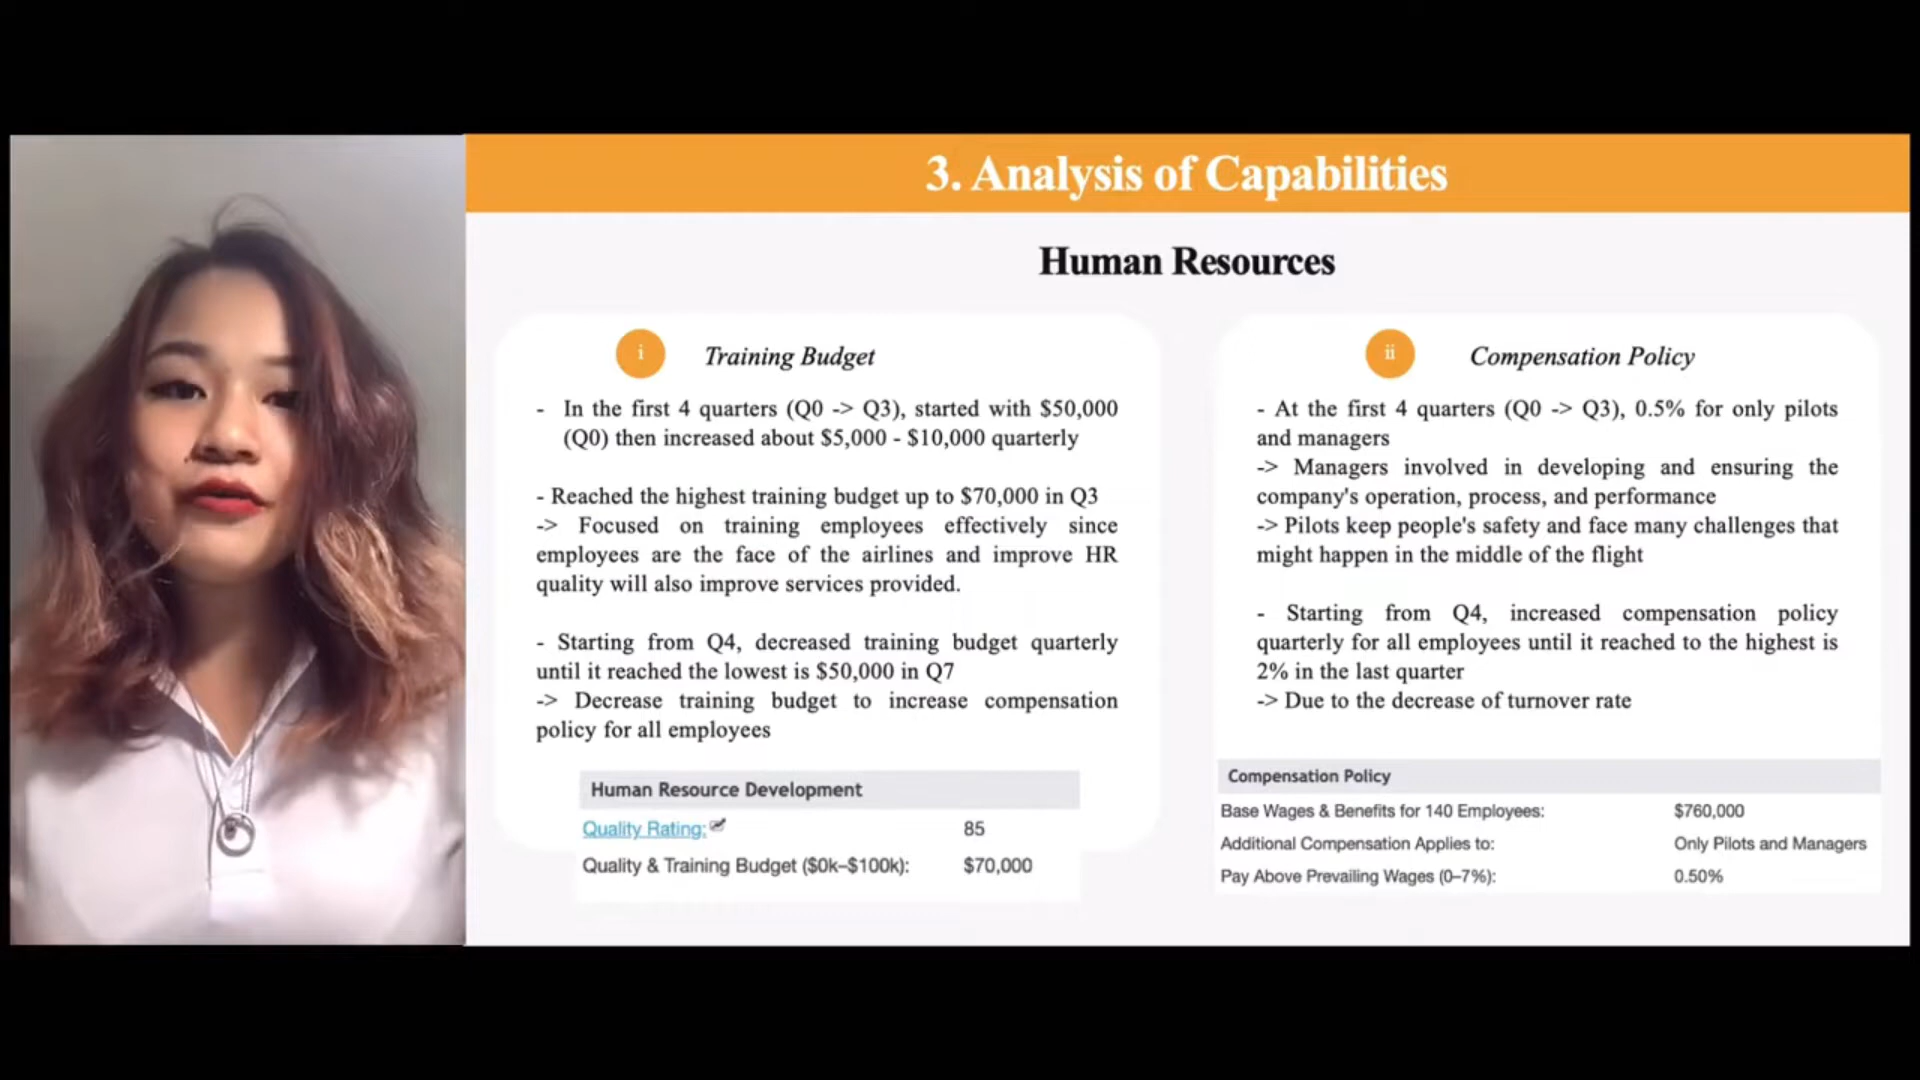 3. Analysis of Capabilities
Human Resources
i
Training Budget
- In the first 4 quarters (Q0 -> Q3), started with $50,000
(Q0) then increased about $5,000 - $10,000 quarterly
- Reached the highest training budget up to $70,000 in Q3
-> Focused on training employees effectively since
employees are the face of the airlines and improve HR
quality will also improve services provided.
- Starting from Q4, decreased training budget quarterly
until it reached the lowest is $50,000 in Q7
-> Decrease training budget to increase compensation
policy for all employees
Human Resource Development
Quality Rating: 85
Quality & Training Budget ($0k–$100k): $70,000
ii
Compensation Policy
- At the first 4 quarters (Q0 -> Q3), 0.5% for only pilots
and managers
-> Managers involved in developing and ensuring the
company's operation, process, and performance
-> Pilots keep people's safety and face many challenges that
might happen in the middle of the flight
- Starting from Q4, increased compensation policy
quarterly for all employees until it reached to the highest is
2% in the last quarter
-> Due to the decrease of turnover rate
Compensation Policy
Base Wages & Benefits for 140 Employees: $760,000
Additional Compensation Applies to: Only Pilots and Managers
Pay Above Prevailing Wages (0–7%): 0.50%